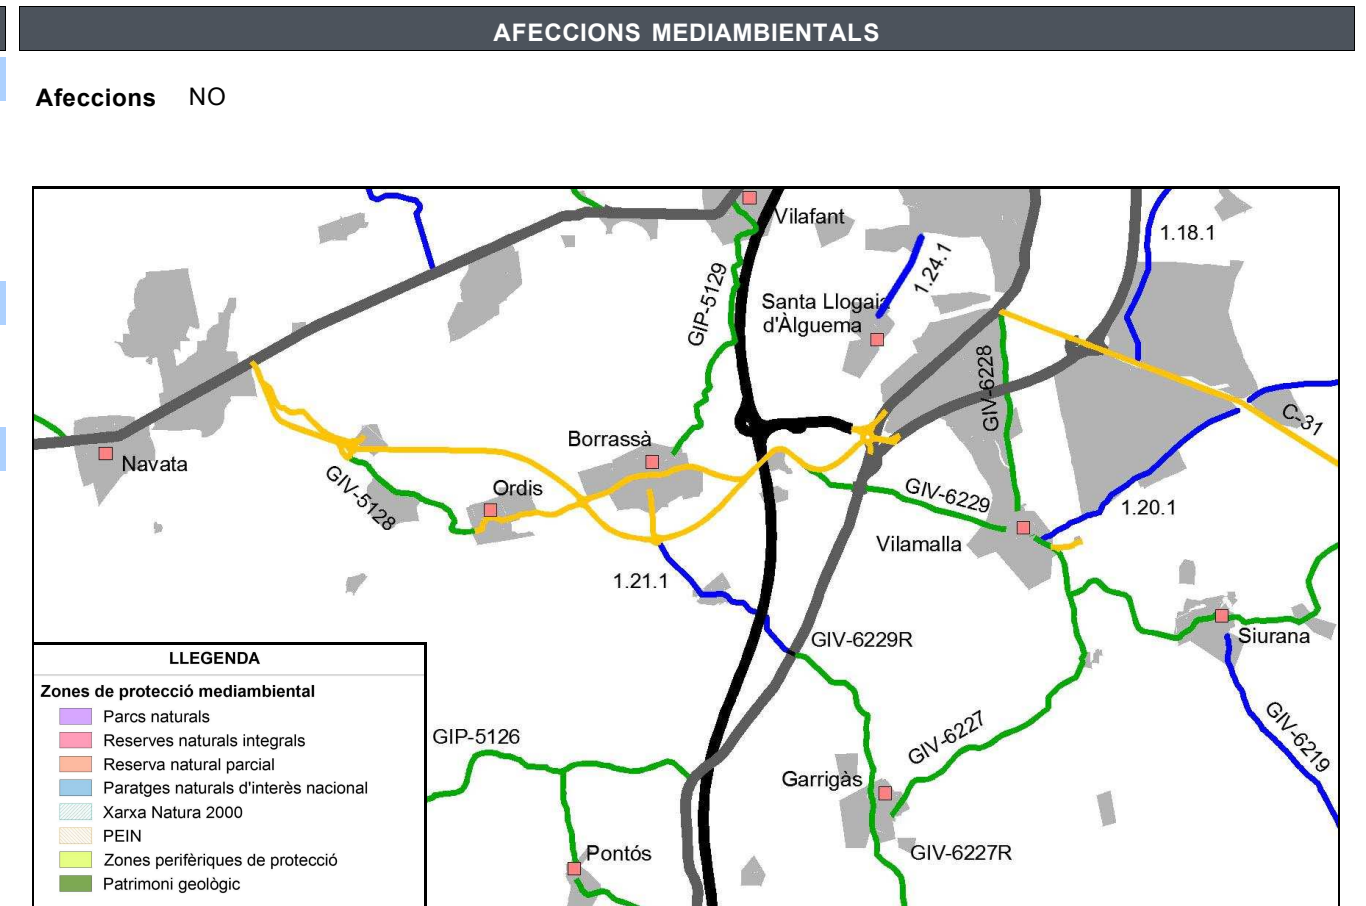 AFECCIONS MEDIAMBIENTALS
Afeccions NO
Vilafant
1.18.1
1.24.1
GIP-5129
Santa Llogaia
d'Àlguema
GIV-6228
C-31
Borrassà
Navata
GIV-5128
Ordis
GIV-6229
1.20.1
Vilamalla
1.21.1
GIV-6229R
Siurana
GIV-6219
GIV-6227
GIP-5126
Garrigàs
Pontós
GIV-6227R
LLEGENDA
Zones de protecció mediambiental
Parcs naturals
Reserves naturals integrals
Reserva natural parcial
Paratges naturals d'interès nacional
Xarxa Natura 2000
PEIN
Zones perifèriques de protecció
Patrimoni geològic